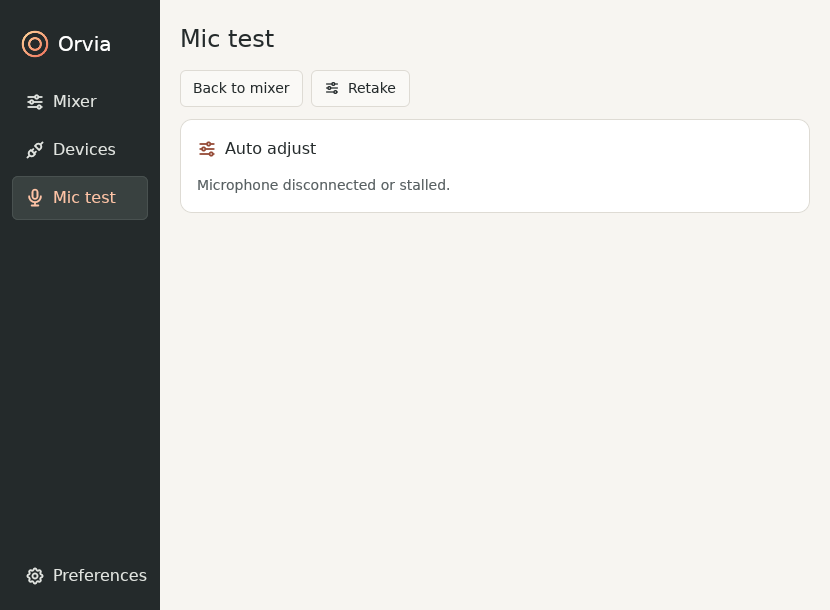 Orvia
Mixer
Devices
Mic test
Preferences
Mic test
Back to mixer
Retake
Auto adjust
Microphone disconnected or stalled.